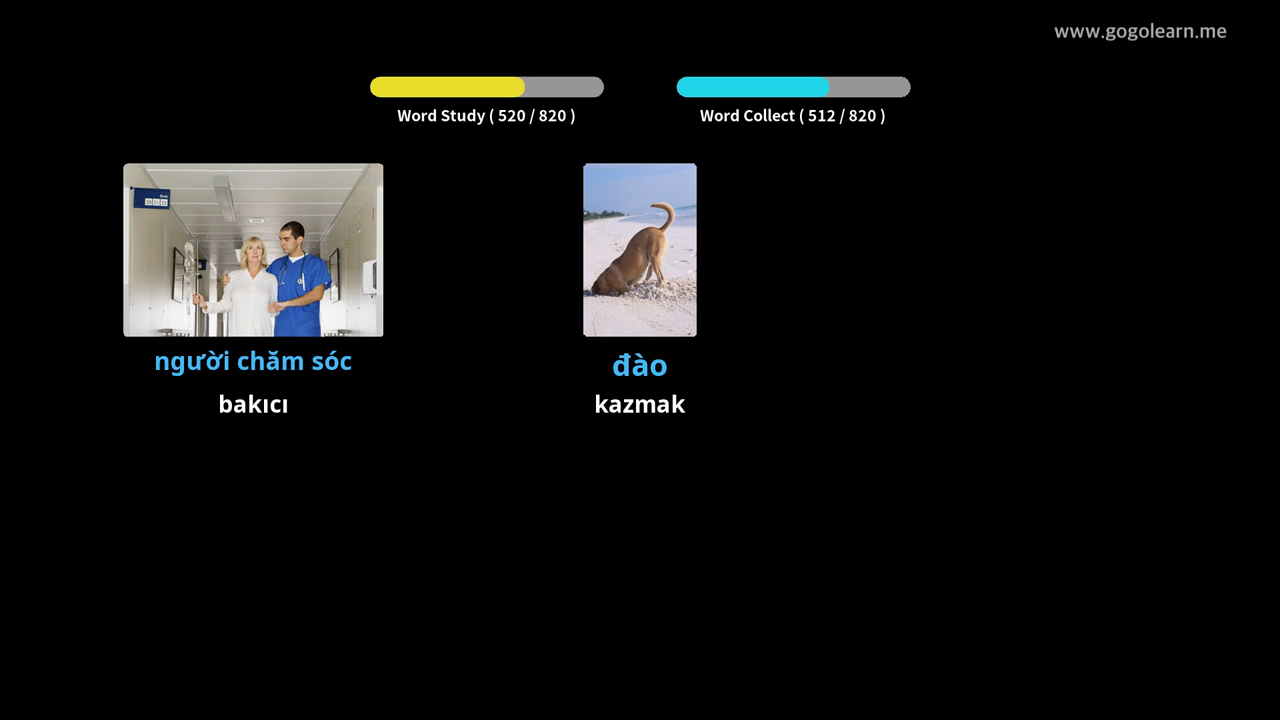 www.gogolearn.me
Word Study ( 520 / 820 )
Word Collect ( 512 / 820 )
người chăm sóc
bakıcı
đào
kazmak